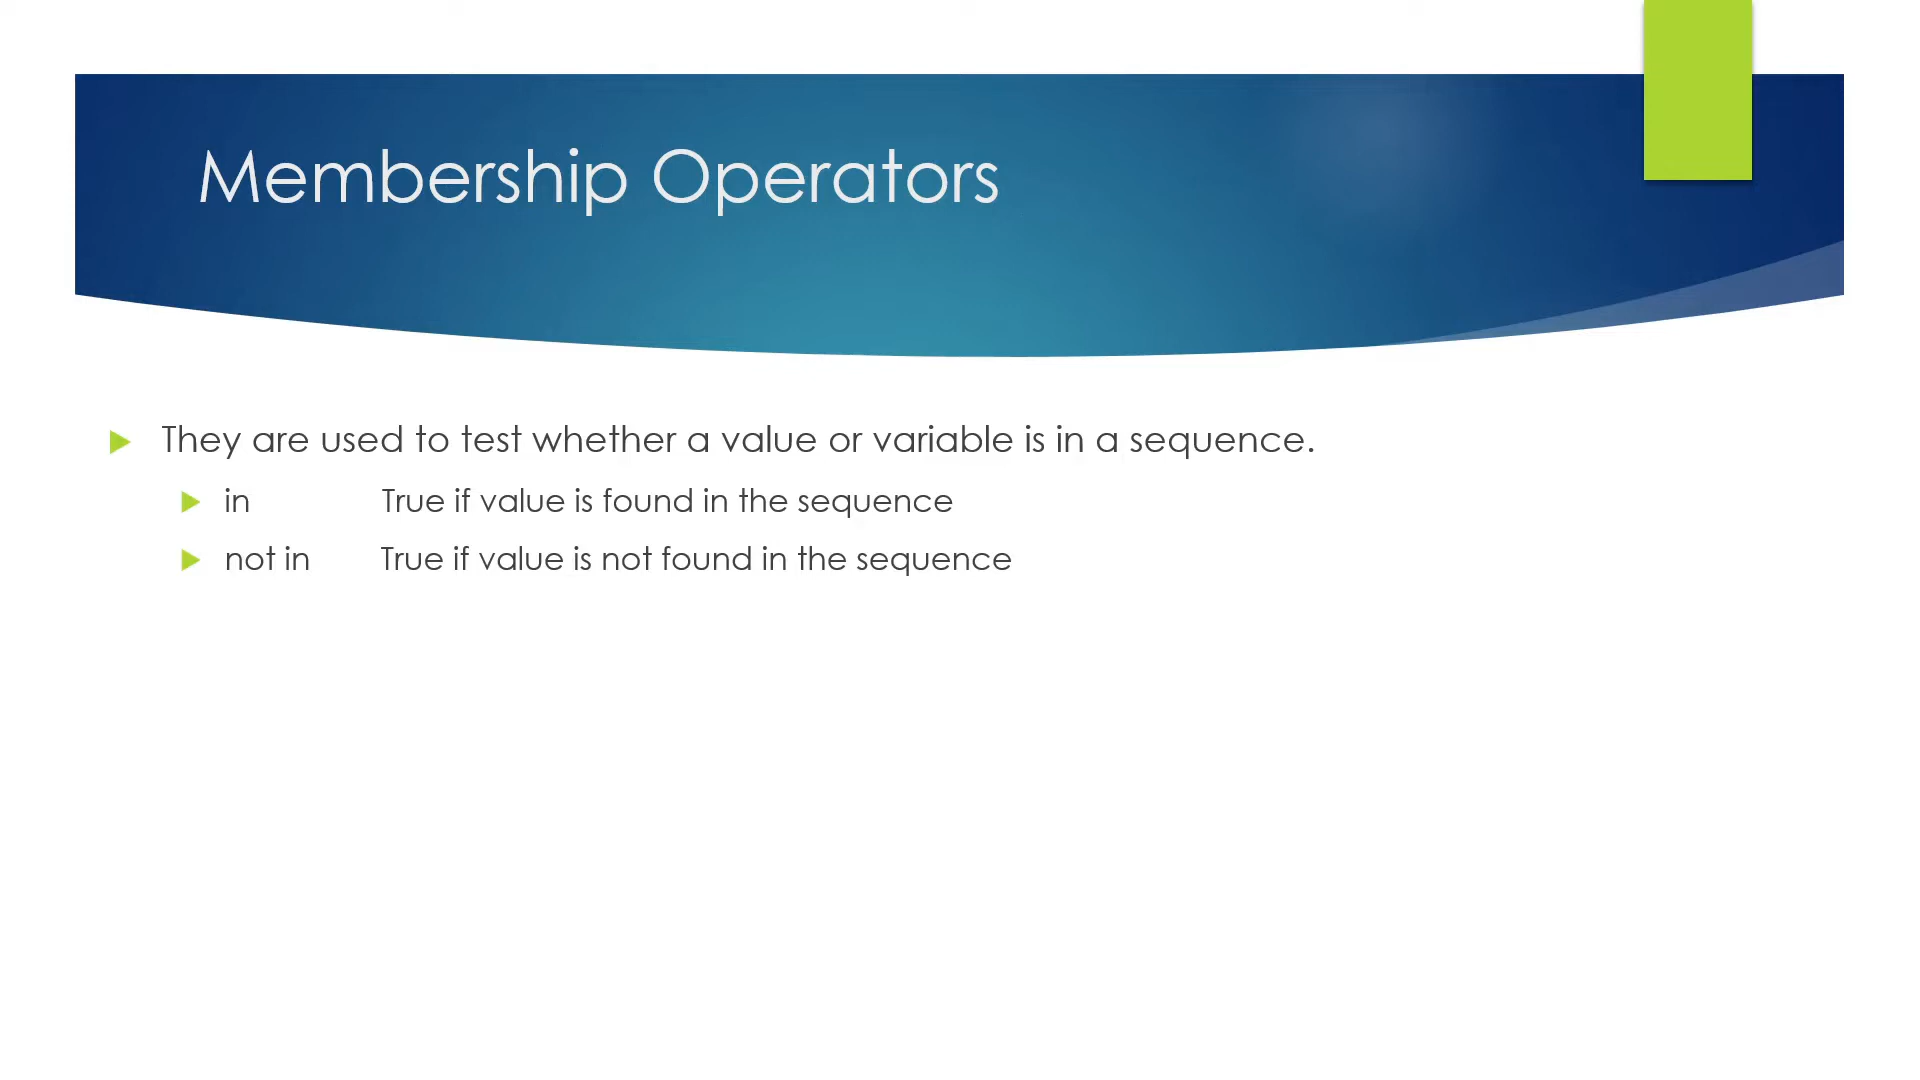 Membership Operators
They are used to test whether a value or variable is in a sequence.
in True if value is found in the sequence
not in True if value is not found in the sequence